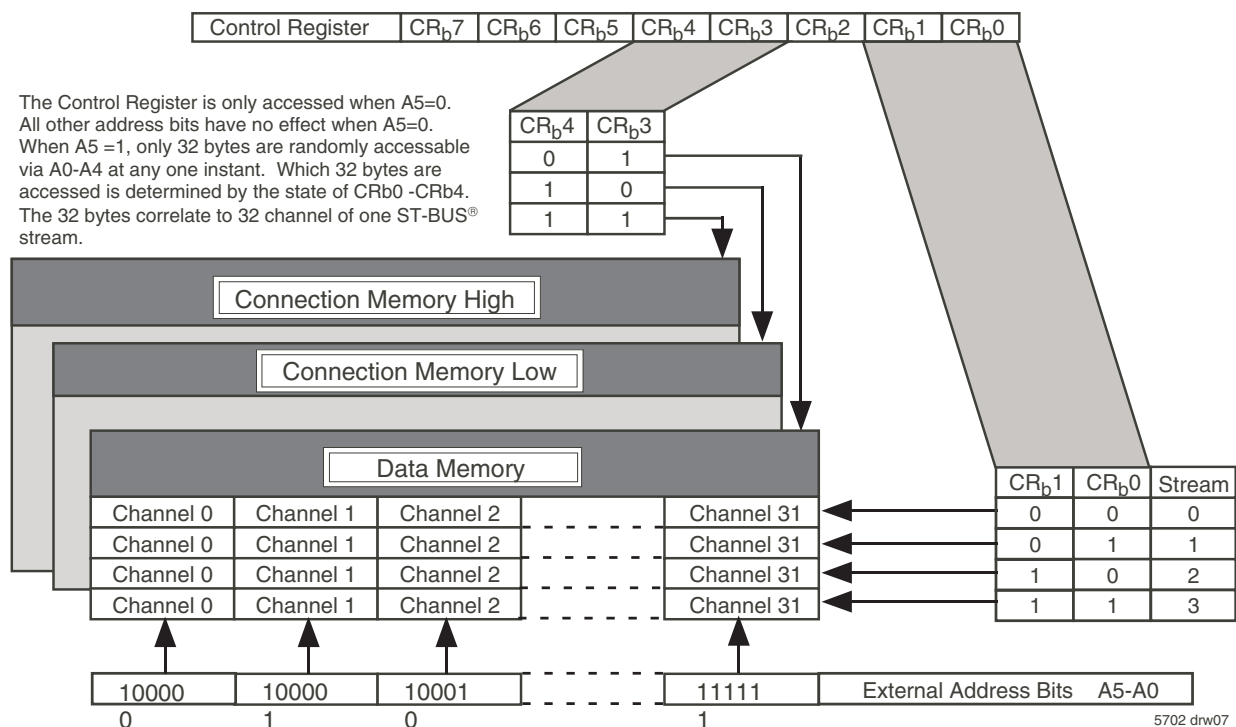 Control Register CRb7 CRb6 CRb5 CRb4 CRb3 CRb2 CRb1 CRb0
The Control Register is only accessed when A5=0.
All other address bits have no effect when A5=0.
When A5 =1, only 32 bytes are randomly accessable
via A0-A4 at any one instant. Which 32 bytes are
accessed is determined by the state of CRb0 -CRb4.
The 32 bytes correlate to 32 channel of one ST-BUS®
stream.
CRb4 CRb3
0 1
1 0
1 1
Connection Memory High
Connection Memory Low
Data Memory
CRb1 CRb0 Stream
Channel 0 Channel 1 Channel 2 Channel 31 0 0 0
Channel 0 Channel 1 Channel 2 Channel 31 0 1 1
Channel 0 Channel 1 Channel 2 Channel 31 1 0 2
Channel 0 Channel 1 Channel 2 Channel 31 1 1 3
10000 10000 10001 11111 External Address Bits A5-A0
0 1 0 1
5702 drw07